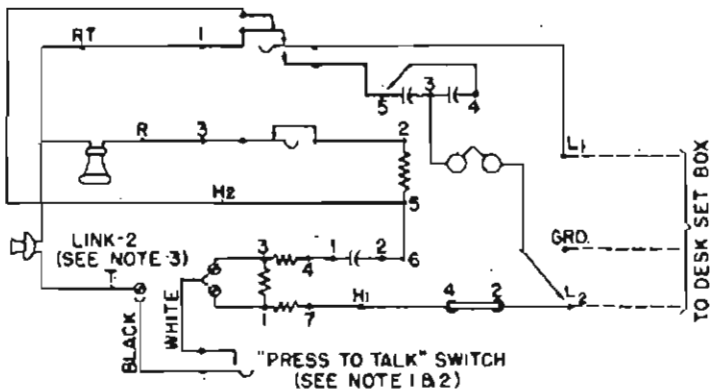 RT
1
5
3
4
R
3
2
L1
H2
5
GRD.
LINK-2
(SEE NOTE 3)
T
3
4
1
2
6
1
7
H1
4
2
L2
BLACK
WHITE
"PRESS TO TALK" SWITCH
(SEE NOTE 1 & 2)
TO DESK SET BOX